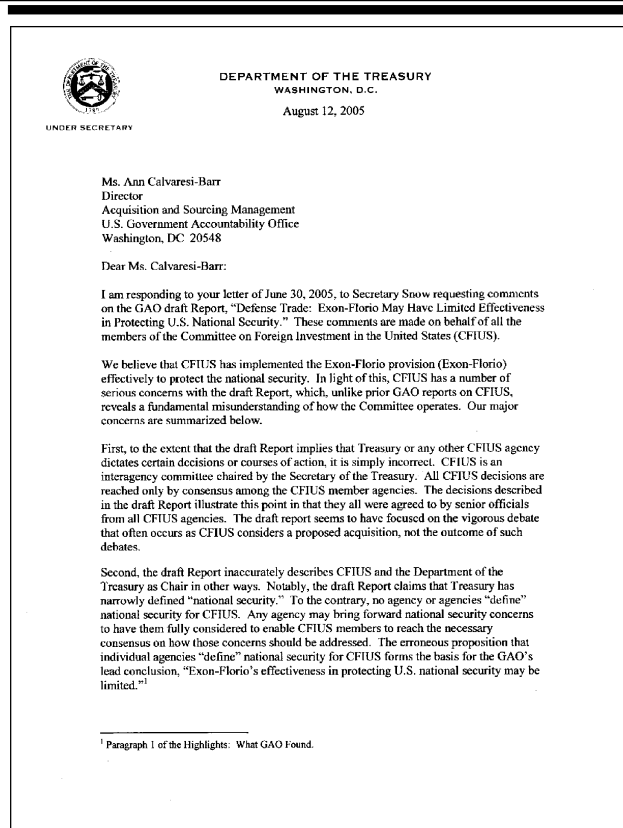 DEPARTMENT OF THE TREASURY
WASHINGTON, D.C.
August 12, 2005
UNDER SECRETARY
Ms. Ann Calvaresi-Barr
Director
Acquisition and Sourcing Management
U.S. Government Accountability Office
Washington, DC 20548
Dear Ms. Calvaresi-Barr:
I am responding to your letter of June 30, 2005, to Secretary Snow requesting comments
on the GAO draft Report, "Defense Trade: Exon-Florio May Have Limited Effectiveness
in Protecting U.S. National Security." These comments are made on behalf of all the
members of the Committee on Foreign Investment in the United States (CFIUS).
We believe that CFIUS has implemented the Exon-Florio provision (Exon-Florio)
effectively to protect the national security. In light of this, CFIUS has a number of
serious concerns with the draft Report, which, unlike prior GAO reports on CFIUS,
reveals a fundamental misunderstanding of how the Committee operates. Our major
concerns are summarized below.
First, to the extent that the draft Report implies that Treasury or any other CFIUS agency
dictates certain decisions or courses of action, it is simply incorrect. CFIUS is an
interagency committee chaired by the Secretary of the Treasury. All CFIUS decisions are
reached only by consensus among the CFIUS member agencies. The decisions described
in the draft Report illustrate this point in that they all were agreed to by senior officials
from all CFIUS agencies. The draft report seems to have focused on the vigorous debate
that often occurs as CFIUS considers a proposed acquisition, not the outcome of such
debates.
Second, the draft Report inaccurately describes CFIUS and the Department of the
Treasury as Chair in other ways. Notably, the draft Report claims that Treasury has
narrowly defined "national security." To the contrary, no agency or agencies "define"
national security for CFIUS. Any agency may bring forward national security concerns
to have them fully considered to enable CFIUS members to reach the necessary
consensus on how those concerns should be addressed. The erroneous proposition that
individual agencies "define" national security for CFIUS forms the basis for the GAO's
lead conclusion, "Exon-Florio's effectiveness in protecting U.S. national security may be
limited."1
1 Paragraph 1 of the Highlights: What GAO Found.